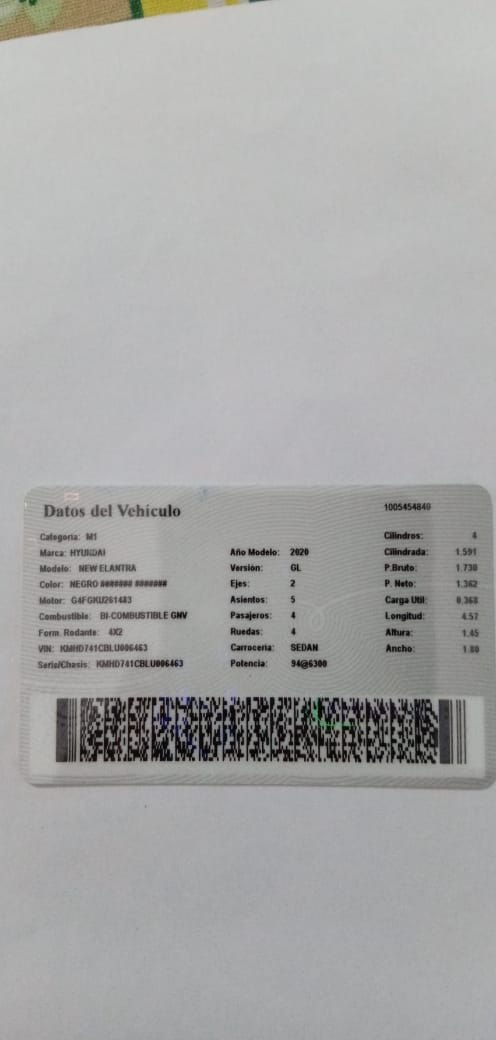 Datos del Vehículo 1005454840
Categoria: M1 Cilindros: 4
Marca: HYUNDAI Año Modelo: 2020 Cilindrada: 1.591
Modelo: NEW ELANTRA Versión: GL P.Bruto: 1.730
Color: NEGRO ####### ####### Ejes: 2 P. Neto: 1.362
Motor: G4FGKU261483 Asientos: 5 Carga Util: 0.368
Combustible: BI-COMBUSTIBLE GNV Pasajeros: 4 Longitud: 4.57
Form. Rodante: 4X2 Ruedas: 4 Altura: 1.45
VIN: KMHD741CBLU006463 Carrocería: SEDAN Ancho: 1.80
Serie/Chasis: KMHD741CBLU006463 Potencia: 94@6300